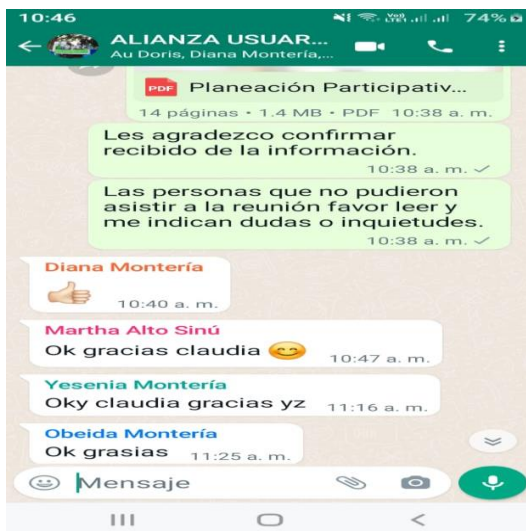 10:46
74%
ALIANZA USUAR...
Au Doris, Diana Montería,...
PDF Planeación Participativ...
14 páginas • 1.4 MB • PDF 10:38 a. m.
Les agradezco confirmar
recibido de la información.
10:38 a. m.
Las personas que no pudieron
asistir a la reunión favor leer y
me indican dudas o inquietudes.
10:38 a. m.
Diana Montería
10:40 a. m.
Martha Alto Sinú
Ok gracias claudia
10:47 a. m.
Yesenia Montería
Oky claudia gracias yz 11:16 a. m.
Obeida Montería
Ok grasias 11:25 a. m.
Mensaje